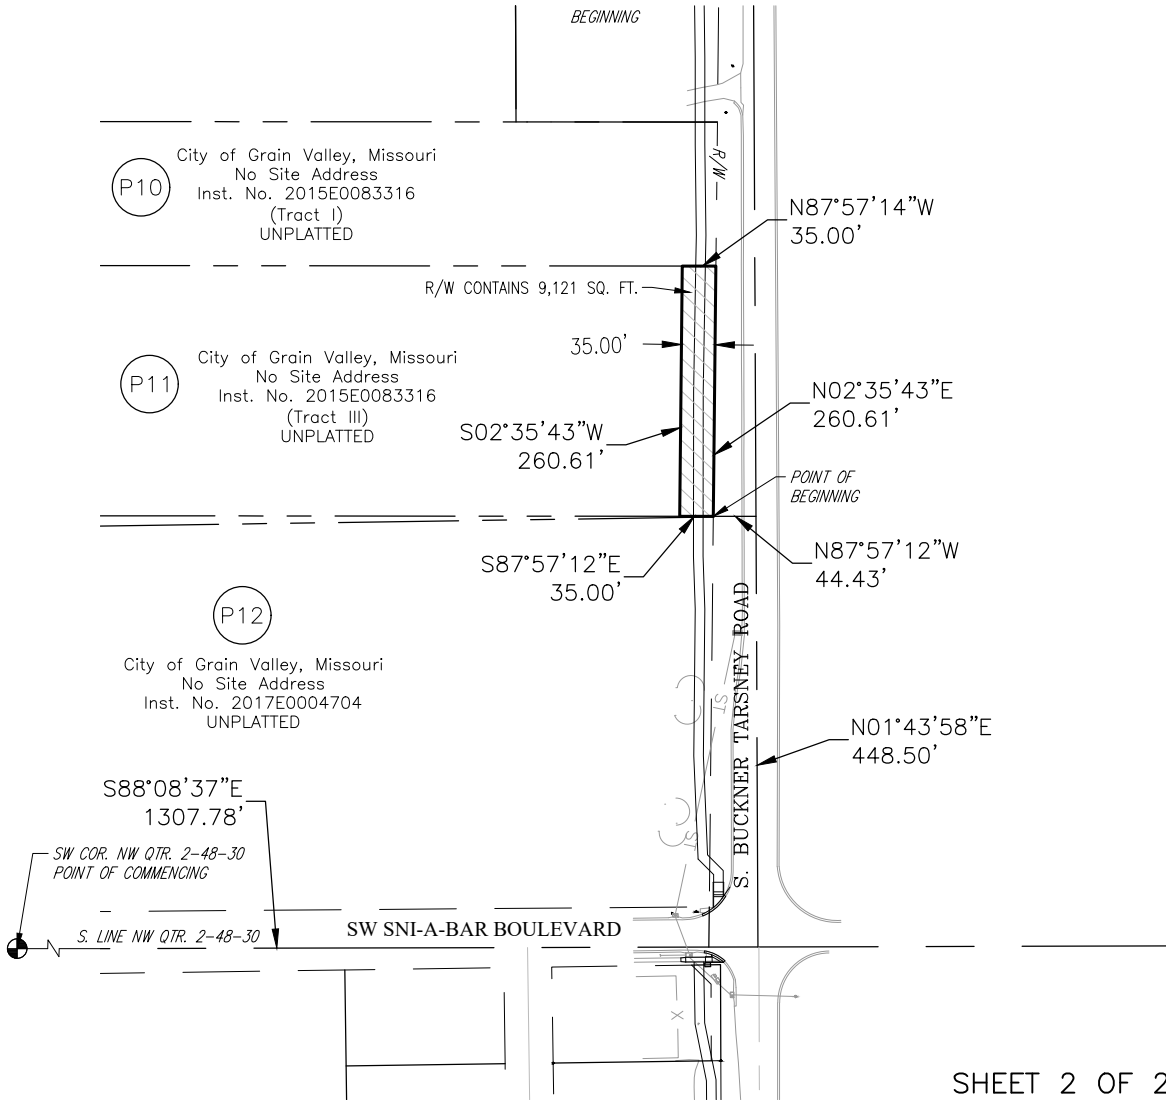 BEGINNING
R/W
P10
City of Grain Valley, Missouri
No Site Address
Inst. No. 2015E0083316
(Tract I)
UNPLATTED
N87°57'14"W
35.00'
R/W CONTAINS 9,121 SQ. FT.
35.00'
P11
City of Grain Valley, Missouri
No Site Address
Inst. No. 2015E0083316
(Tract III)
UNPLATTED
N02°35'43"E
260.61'
S02°35'43"W
260.61'
POINT OF
BEGINNING
S87°57'12"E
35.00'
N87°57'12"W
44.43'
P12
City of Grain Valley, Missouri
No Site Address
Inst. No. 2017E0004704
UNPLATTED
S. BUCKNER TARSNEY ROAD
ST
ST
N01°43'58"E
448.50'
S88°08'37"E
1307.78'
SW COR. NW QTR. 2-48-30
POINT OF COMMENCING
S. LINE NW QTR. 2-48-30
SW SNI-A-BAR BOULEVARD
X
SHEET 2 OF 2